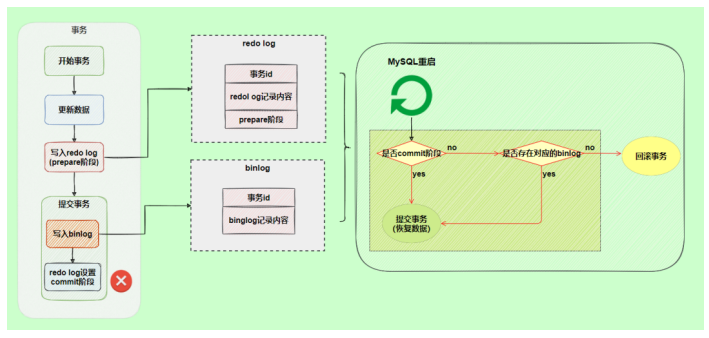 事务
开始事务
更新数据
写入redo log
(prepare阶段)
提交事务
写入binlog
redo log设置
commit阶段
redo log
事务id
redol og记录内容
prepare阶段
binlog
事务id
binglog记录内容
MySQL重启
是否commit阶段
no
是否存在对应的binlog
no
回滚事务
yes
yes
提交事务
(恢复数据)